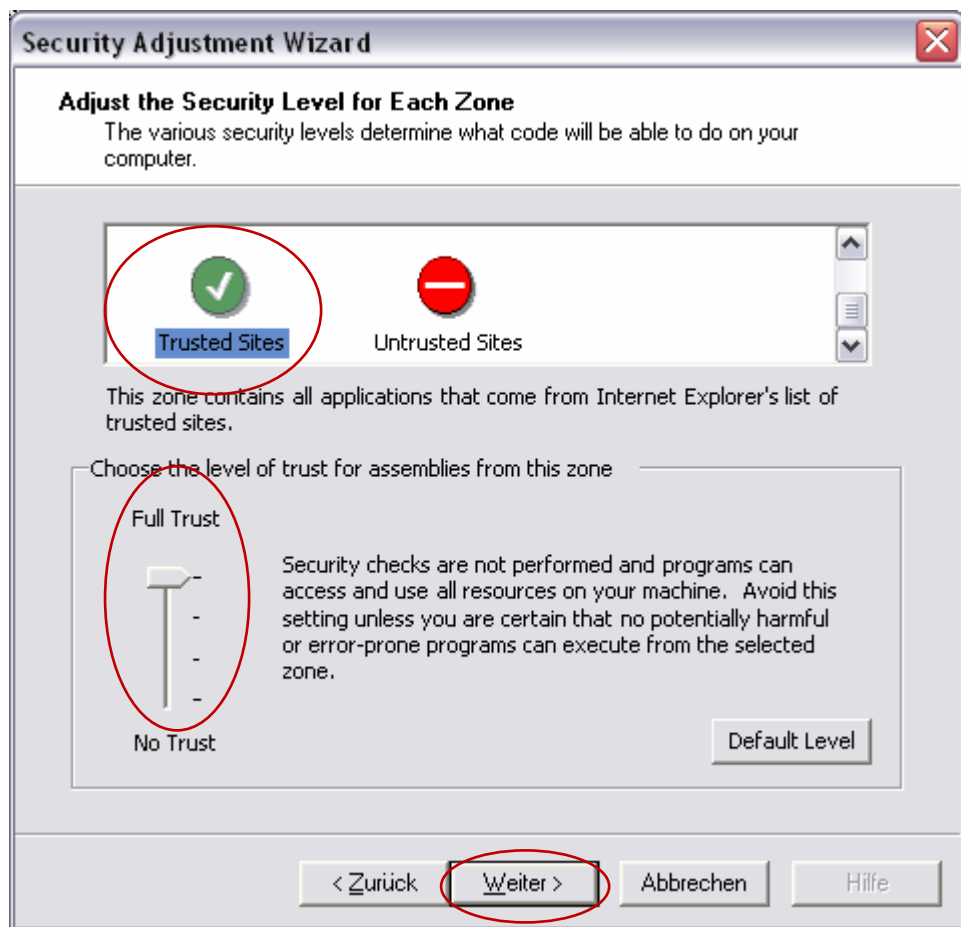 Security Adjustment Wizard
Adjust the Security Level for Each Zone
The various security levels determine what code will be able to do on your
computer.
Trusted Sites
Untrusted Sites
This zone contains all applications that come from Internet Explorer's list of
trusted sites.
Choose the level of trust for assemblies from this zone
Full Trust
Security checks are not performed and programs can
access and use all resources on your machine. Avoid this
setting unless you are certain that no potentially harmful
or error-prone programs can execute from the selected
zone.
No Trust
Default Level
< Zurück
Weiter >
Abbrechen
Hilfe